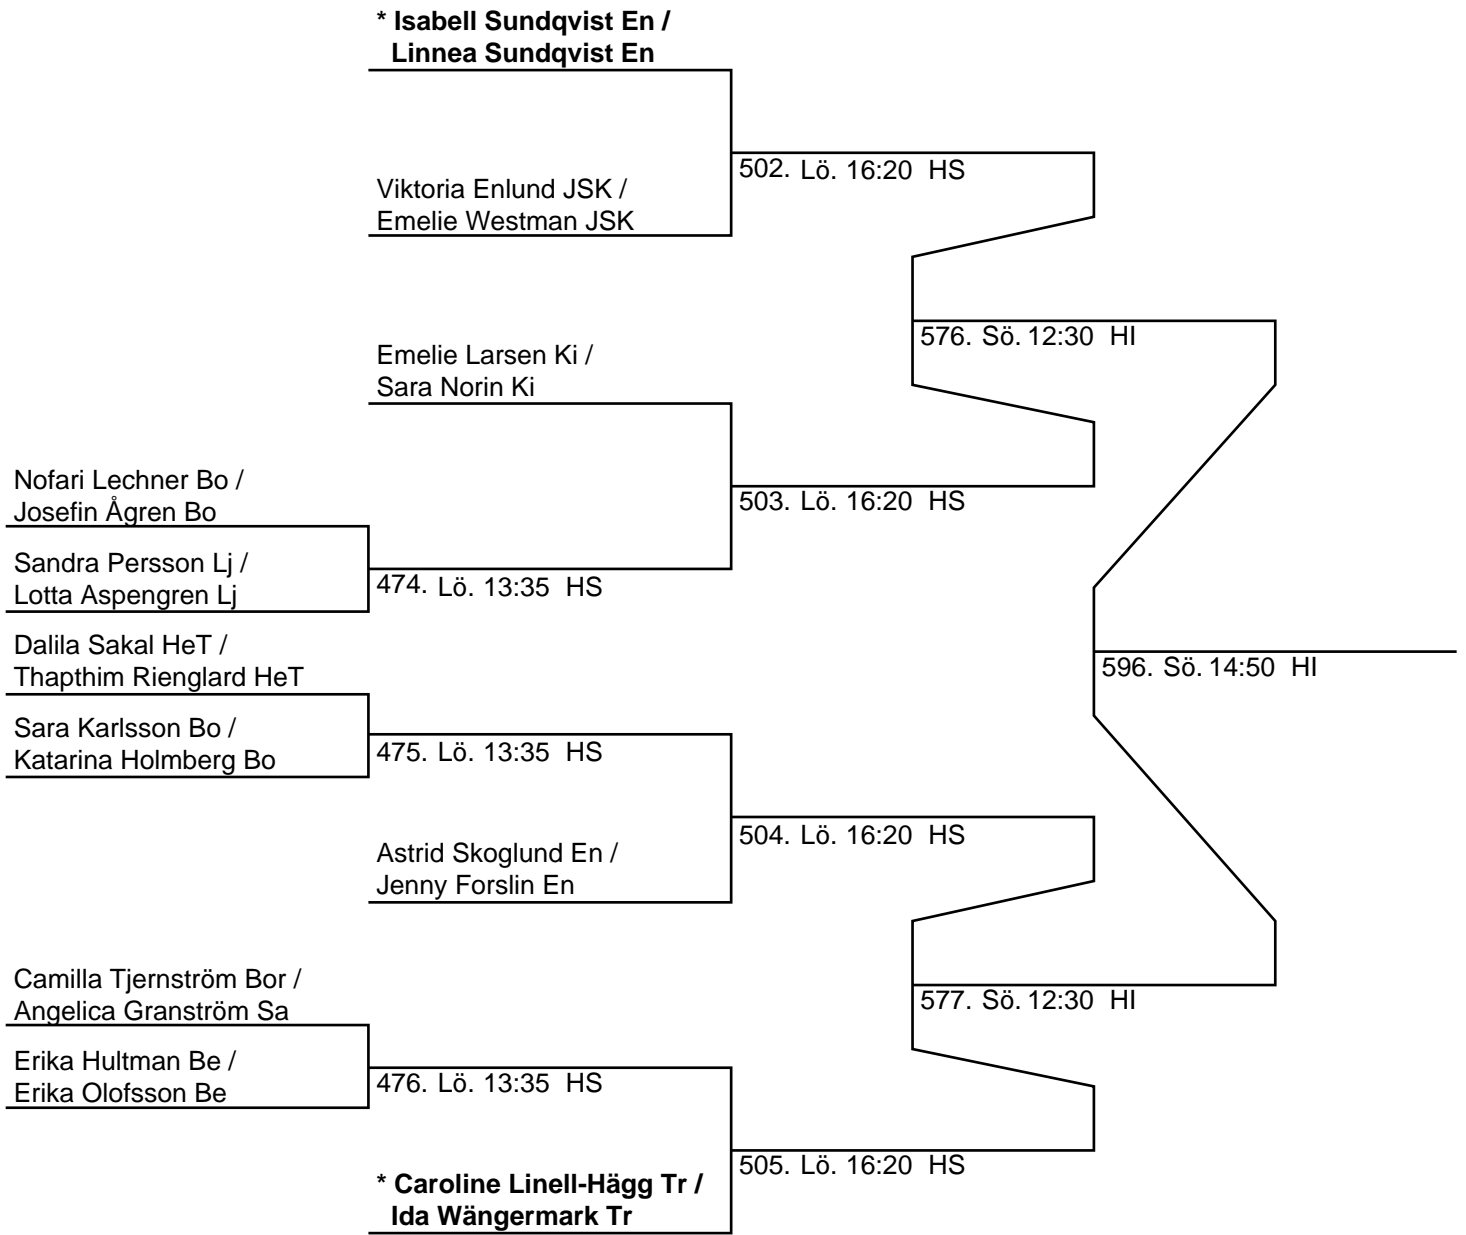 * Isabell Sundqvist En /
Linnea Sundqvist En
502. Lö. 16:20 HS
Viktoria Enlund JSK /
Emelie Westman JSK
576. Sö. 12:30 HI
Emelie Larsen Ki /
Sara Norin Ki
Nofari Lechner Bo /
Josefin Ågren Bo
503. Lö. 16:20 HS
Sandra Persson Lj /
Lotta Aspengren Lj
474. Lö. 13:35 HS
Dalila Sakal HeT /
Thapthim Rienglard HeT
596. Sö. 14:50 HI
Sara Karlsson Bo /
Katarina Holmberg Bo
475. Lö. 13:35 HS
504. Lö. 16:20 HS
Astrid Skoglund En /
Jenny Forslin En
Camilla Tjernström Bor /
Angelica Granström Sa
577. Sö. 12:30 HI
Erika Hultman Be /
Erika Olofsson Be
476. Lö. 13:35 HS
505. Lö. 16:20 HS
* Caroline Linell-Hägg Tr /
Ida Wängermark Tr